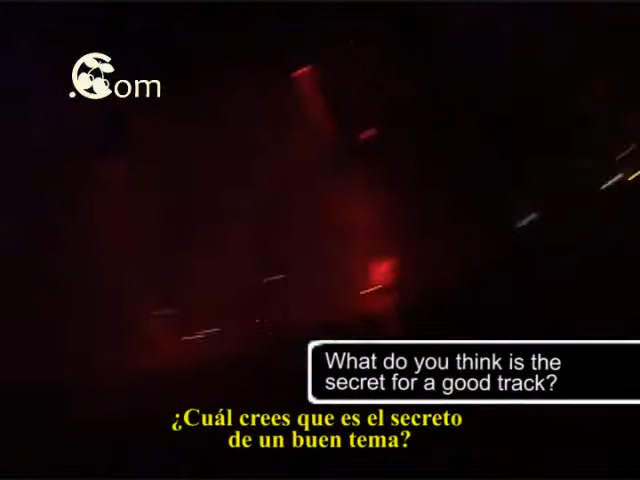 .Com
What do you think is the
secret for a good track?
¿Cuál crees que es el secreto
de un buen tema?